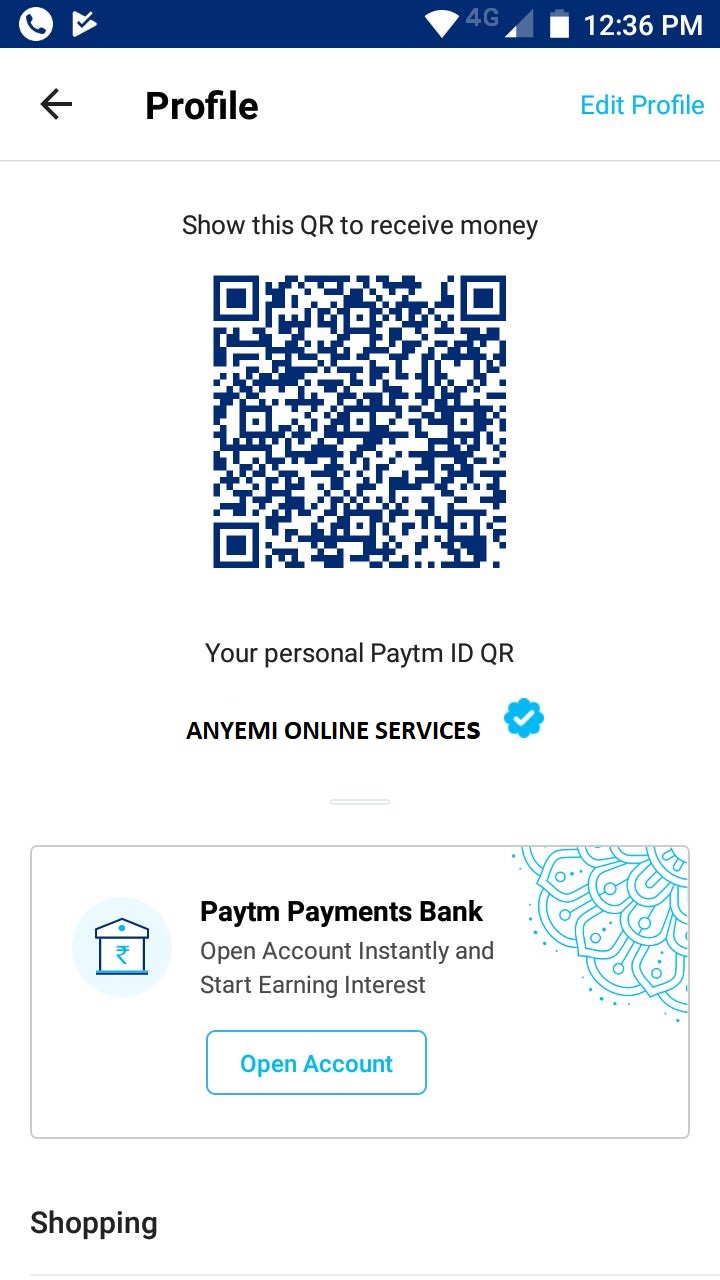 4G 12:36 PM
Profile Edit Profile
Show this QR to receive money
Your personal Paytm ID QR
ANYEMI ONLINE SERVICES
₹
Paytm Payments Bank
Open Account Instantly and
Start Earning Interest
Open Account
Shopping